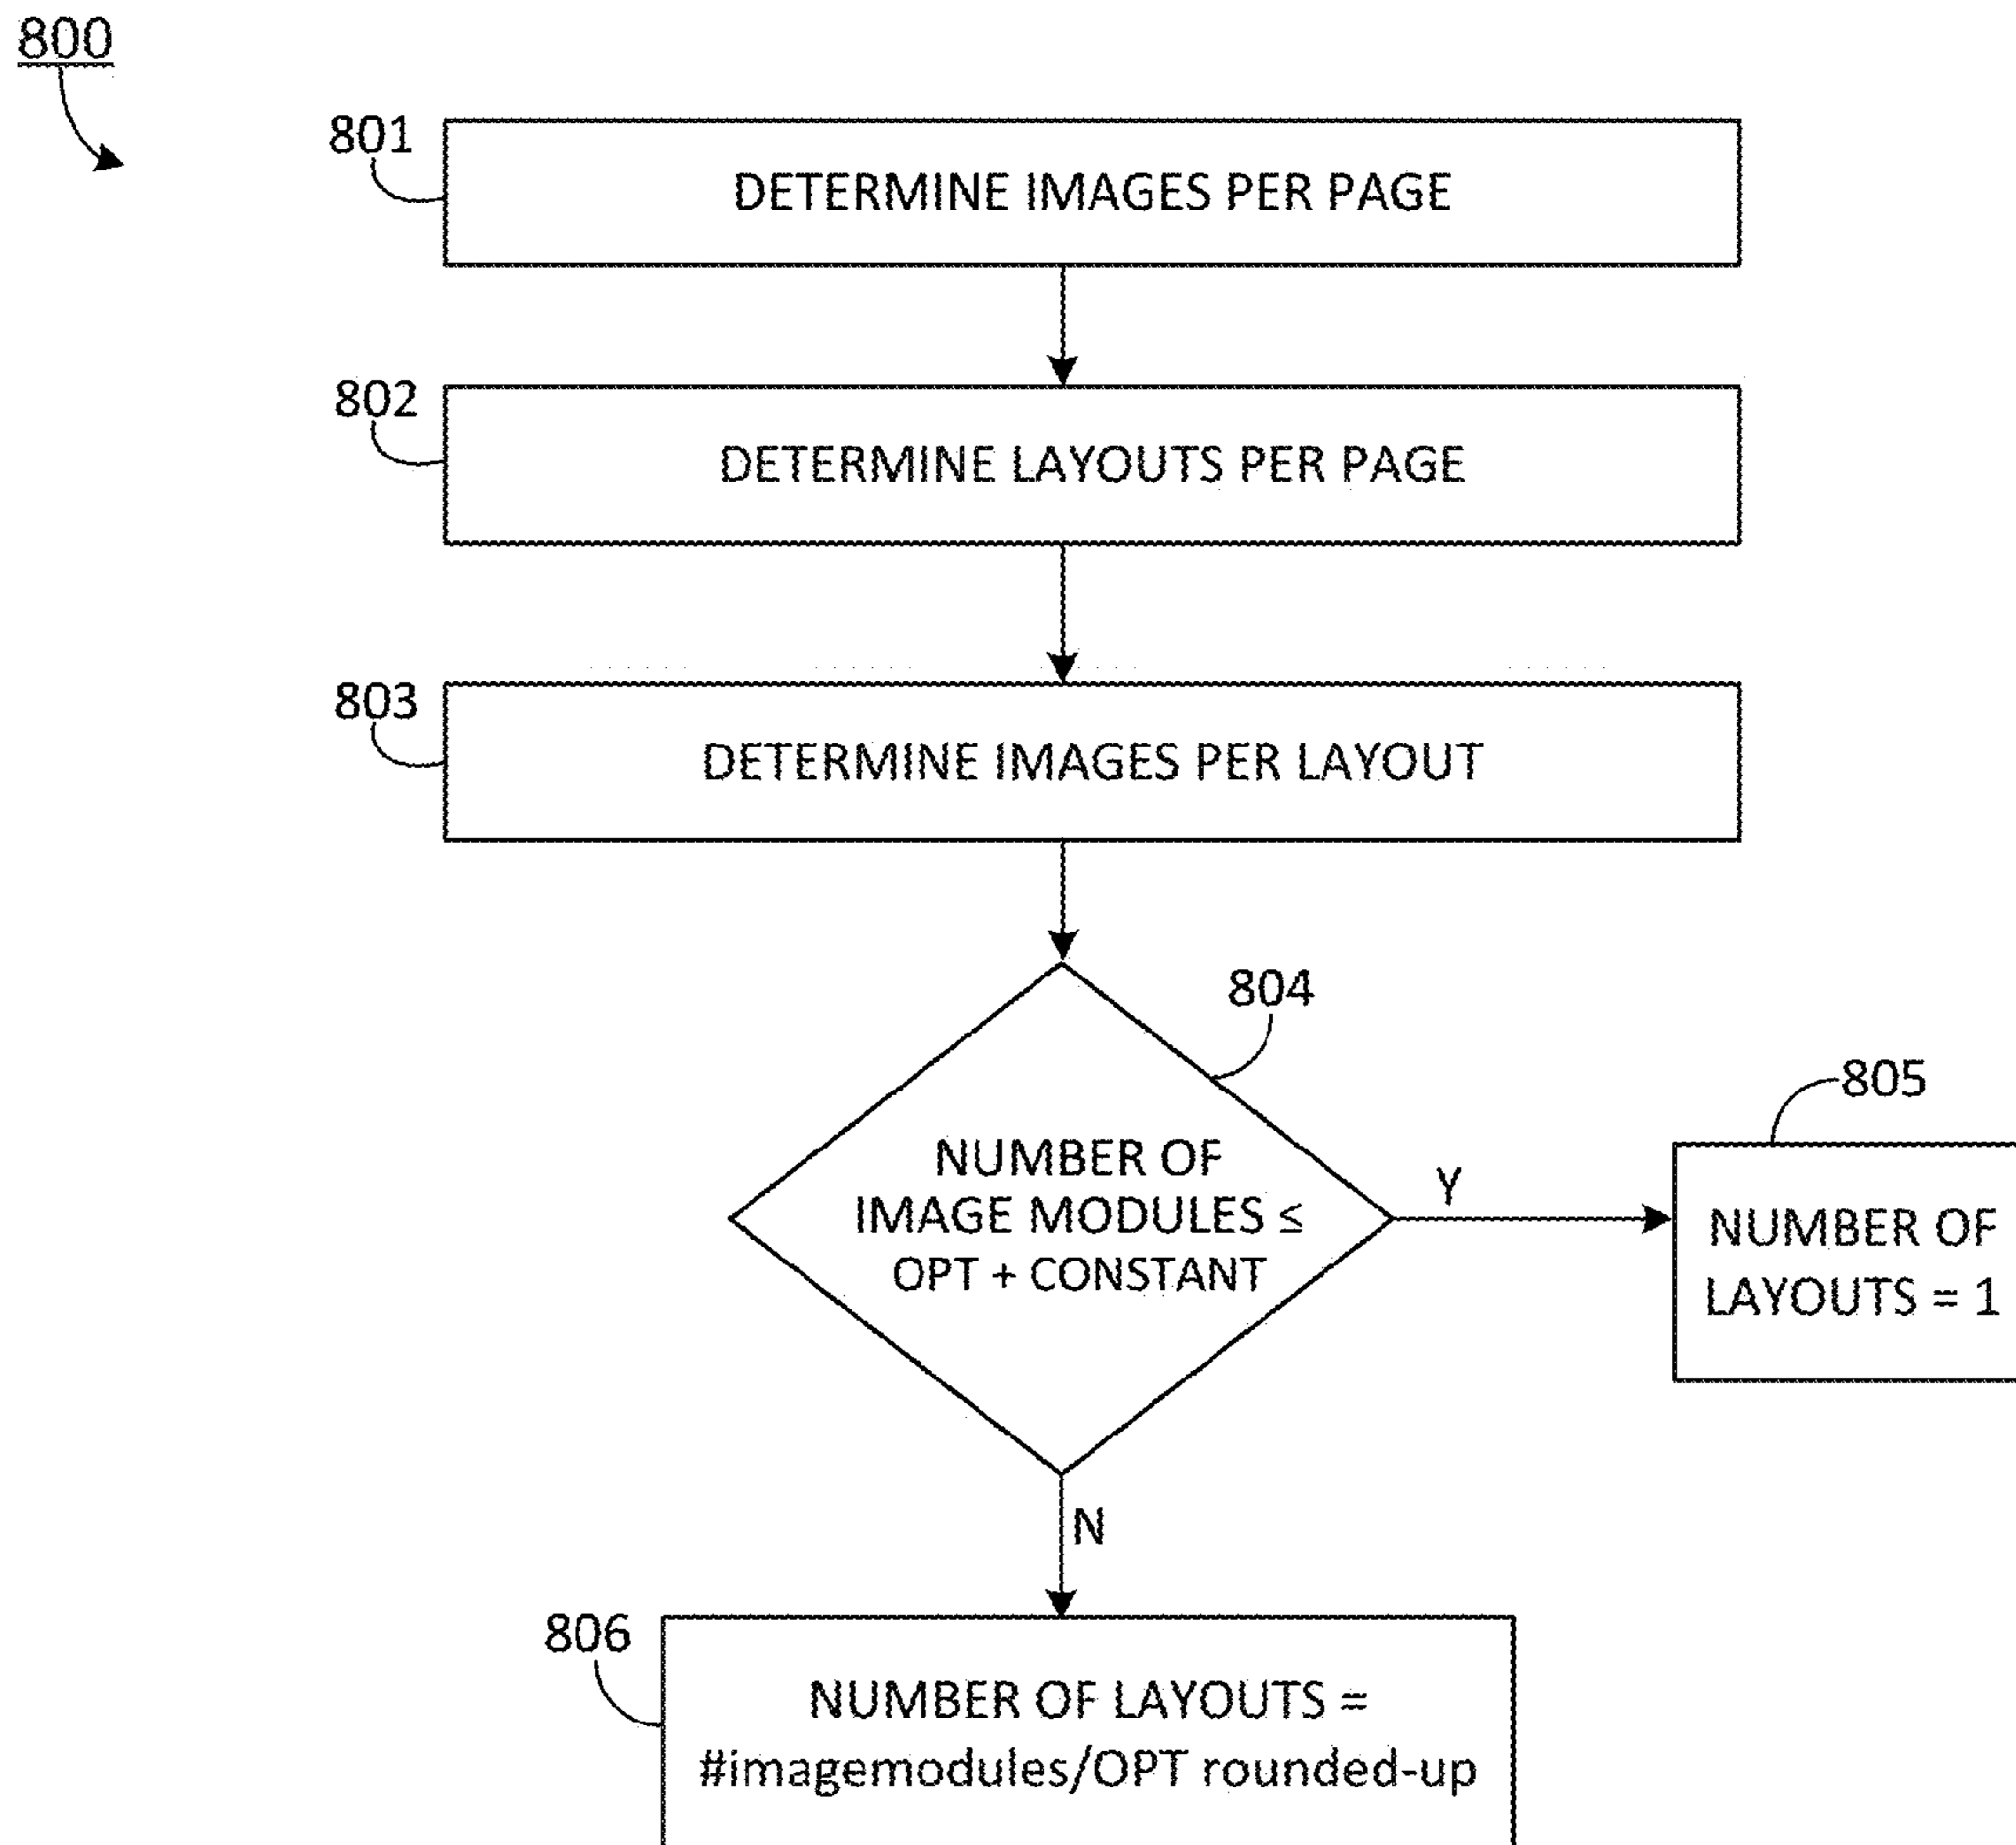 800
801
DETERMINE IMAGES PER PAGE
802
DETERMINE LAYOUTS PER PAGE
803
DETERMINE IMAGES PER LAYOUT
804
NUMBER OF
IMAGE MODULES ≤
OPT + CONSTANT
Y
805
NUMBER OF
LAYOUTS = 1
N
806
NUMBER OF LAYOUTS =
#imagemodules/OPT rounded-up